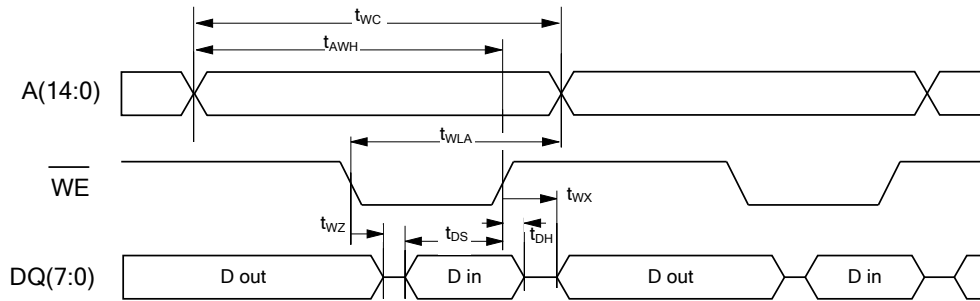 tWC
tAWH
A(14:0)
tWLA
WE
tWX
tWZ
tDS
tDH
DQ(7:0)
D out
D in
D out
D in